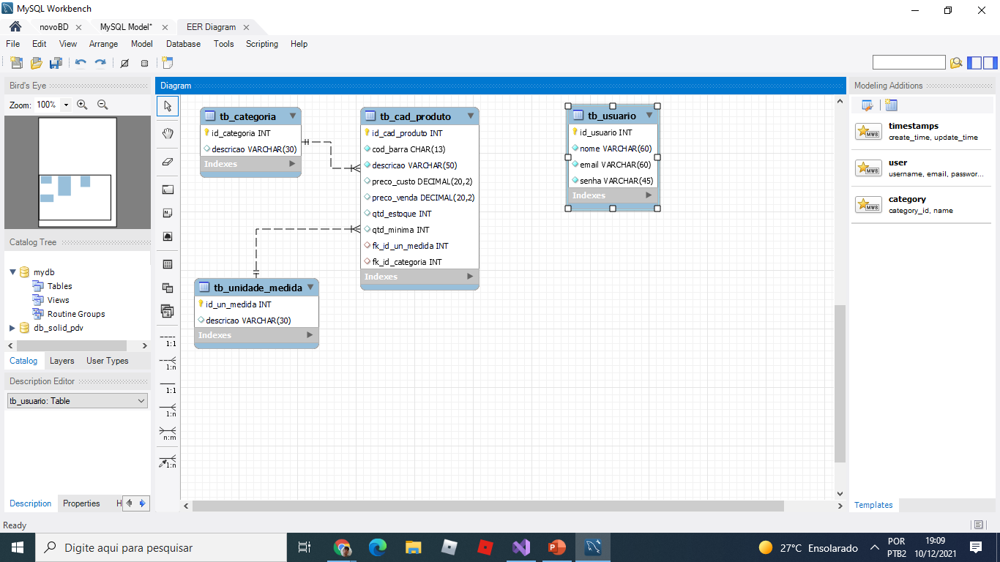 MySQL Workbench
novoBD
MySQL Model*
EER Diagram
File Edit View Arrange Model Database Tools Scripting Help
Bird's Eye
Zoom: 100%
Catalog Tree
mydb
Tables
Views
Routine Groups
db_solid_pdv
Catalog Layers User Types
Description Editor
tb_usuario: Table
Description Properties H
Ready
1:1
1:n
1:1
1:n
n:m
1:n
Diagram
tb_categoria
id_categoria INT
descricao VARCHAR(30)
Indexes
tb_cad_produto
id_cad_produto INT
cod_barra CHAR(13)
descricao VARCHAR(50)
preco_custo DECIMAL(20,2)
preco_venda DECIMAL(20,2)
qtd_estoque INT
qtd_minima INT
fk_id_un_medida INT
fk_id_categoria INT
Indexes
tb_usuario
id_usuario INT
nome VARCHAR(60)
email VARCHAR(60)
senha VARCHAR(45)
Indexes
tb_unidade_medida
id_un_medida INT
descricao VARCHAR(30)
Indexes
Modeling Additions
MWB
timestamps
create_time, update_time
MWB
user
username, email, passwor...
MWB
category
category_id, name
Templates
Digite aqui para pesquisar
27°C Ensolarado
POR
PTB2
19:09
10/12/2021